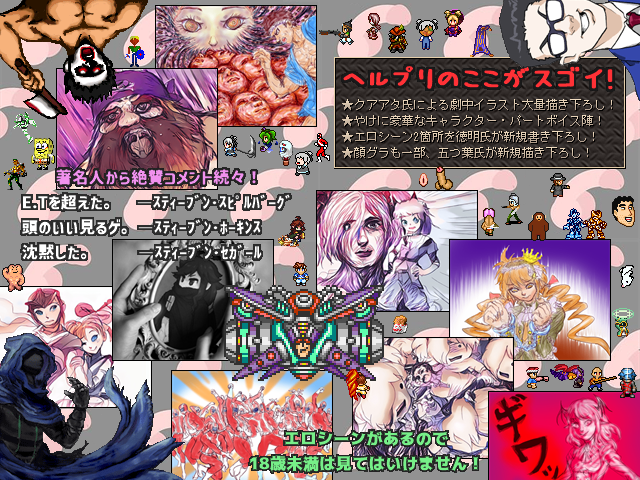 ヘルプリのここがスゴイ!
★クアアタ氏による劇中イラスト大量描き下ろし!
★やけに豪華なキャラクター・パートボイス陣!
★エロシーン2箇所を徳明氏が新規書き下ろし!
★顔グラも一部、五つ葉氏が新規描き下ろし!
著名人から絶賛コメント続々!
E.Tを超えた。 ―スティーブン・スピルバーグ
頭のいい見るゲ。―スティーブン・ホーキンス
沈黙した。 ―スティーブン・セガール
エロシーンがあるので
18歳未満は見てはいけません!
ギワッ